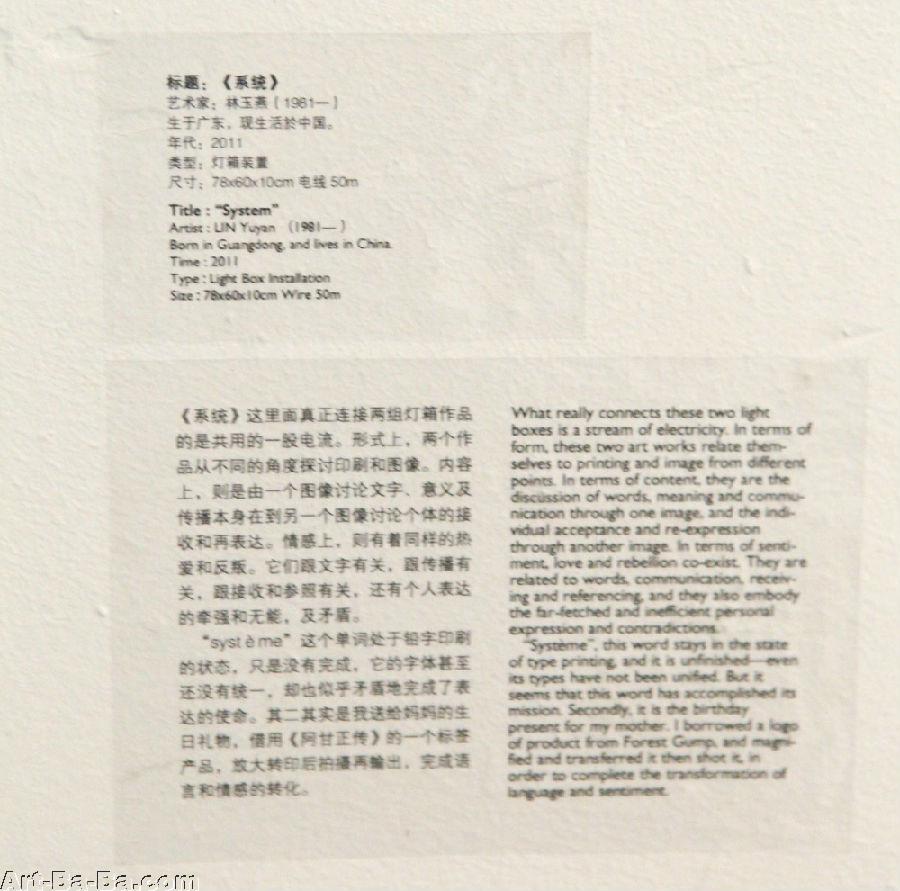 标题：《系统》
艺术家：林玉燕（1981—）
生于广东，现生活於中国。
年代：2011
类型：灯箱装置
尺寸：78x60x10cm 电线 50m
Title : “System”
Artist : LIN Yuyan （1981— ）
Born in Guangdong, and lives in China.
Time : 2011
Type : Light Box Installation
Size : 78x60x10cm Wire 50m
《系统》这里面真正连接两组灯箱作品
的是共用的一股电流。形式上，两个作
品从不同的角度探讨印刷和图像。内容
上，则是由一个图像讨论文字、意义及
传播本身在到另一个图像讨论个体的接
收和再表达。情感上，则有着同样的热
爱和反叛。它们跟文字有关，跟传播有
关，跟接收和参照有关，还有个人表达
的牵强和无能，及矛盾。
“système”这个单词处于铅字印刷
的状态，只是没有完成，它的字体甚至
还没有统一，却也似乎矛盾地完成了表
达的使命。其二其实是我送给妈妈的生
日礼物，借用《阿甘正传》的一个标签
产品，放大转印后拍摄再输出，完成语
言和情感的转化。
What really connects these two light
boxes is a stream of electricity. In terms of
form, these two art works relate them-
selves to printing and image from different
points. In terms of content, they are the
discussion of words, meaning and commu-
nication through one image, and the indi-
vidual acceptance and re-expression
through another image. In terms of senti-
ment, love and rebellion co-exist. They are
related to words, communication, receiv-
ing and referencing, and they also embody
the far-fetched and inefficient personal
expression and contradictions.
“Système”, this word stays in the state
of type printing, and it is unfinished—even
its types have not been unified. But it
seems that this word has accomplished its
mission. Secondly, it is the birthday
present for my mother. I borrowed a logo
of product from Forest Gump, and magni-
fied and transferred it then shot it, in
order to complete the transformation of
language and sentiment.
Art-Ba-Ba.com